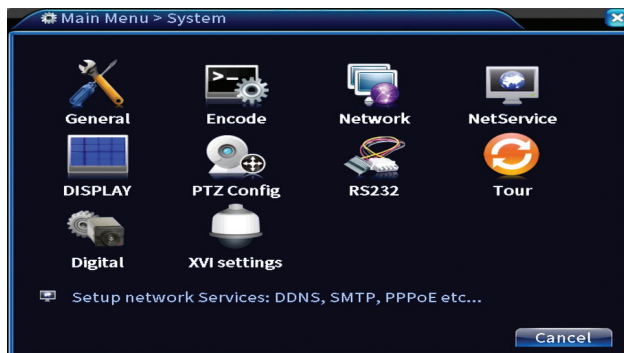 Main Menu > System
General Encode Network NetService
DISPLAY PTZ Config RS232 Tour
Digital XVI settings
Setup network Services: DDNS, SMTP, PPPoE etc...
Cancel